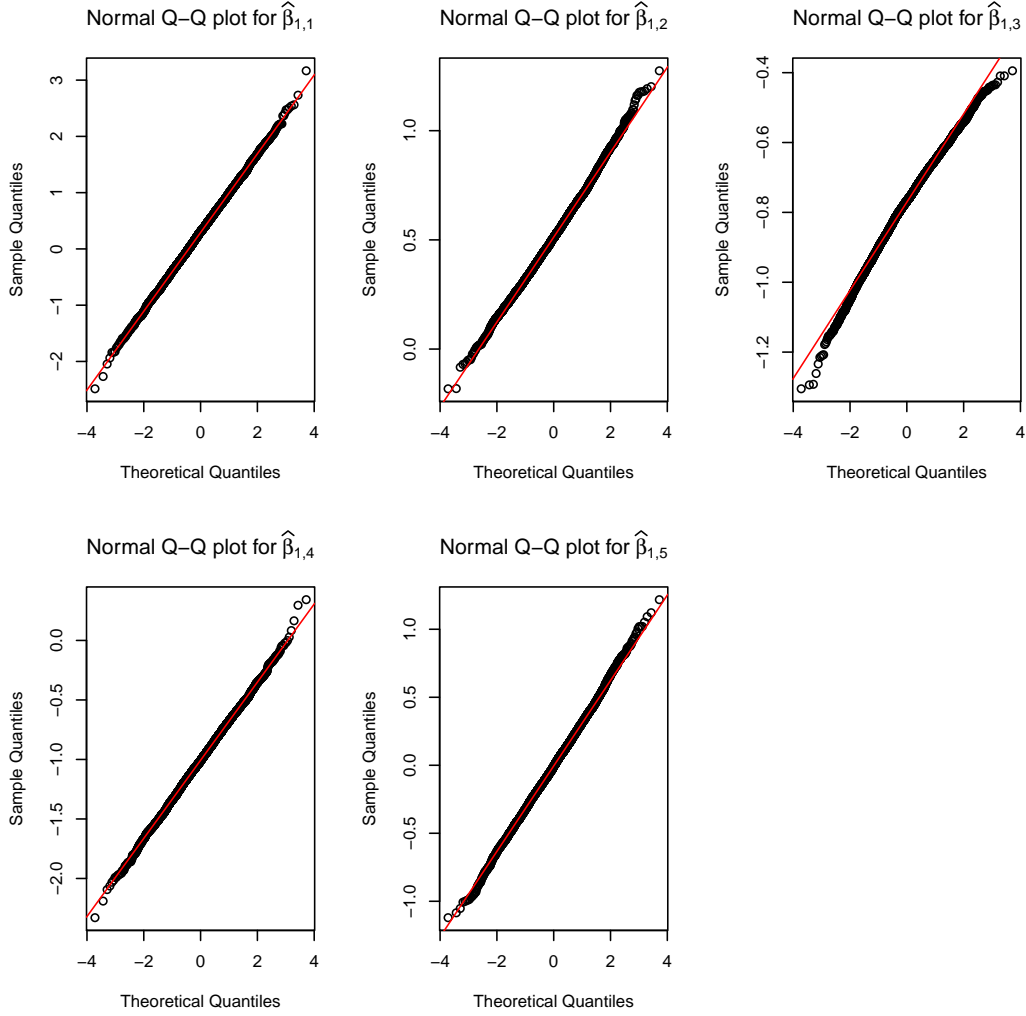 Normal Q−Q plot for β̂1,1
Normal Q−Q plot for β̂1,2
Normal Q−Q plot for β̂1,3
Sample Quantiles
3
2
1
0
−1
−2
−4 −2 0 2 4
Theoretical Quantiles
Sample Quantiles
1.0
0.5
0.0
−4 −2 0 2 4
Theoretical Quantiles
Sample Quantiles
−0.4
−0.6
−0.8
−1.0
−1.2
−4 −2 0 2 4
Theoretical Quantiles
Normal Q−Q plot for β̂1,4
Normal Q−Q plot for β̂1,5
Sample Quantiles
0.0
−0.5
−1.0
−1.5
−2.0
−4 −2 0 2 4
Theoretical Quantiles
Sample Quantiles
1.0
0.5
0.0
−0.5
−1.0
−4 −2 0 2 4
Theoretical Quantiles